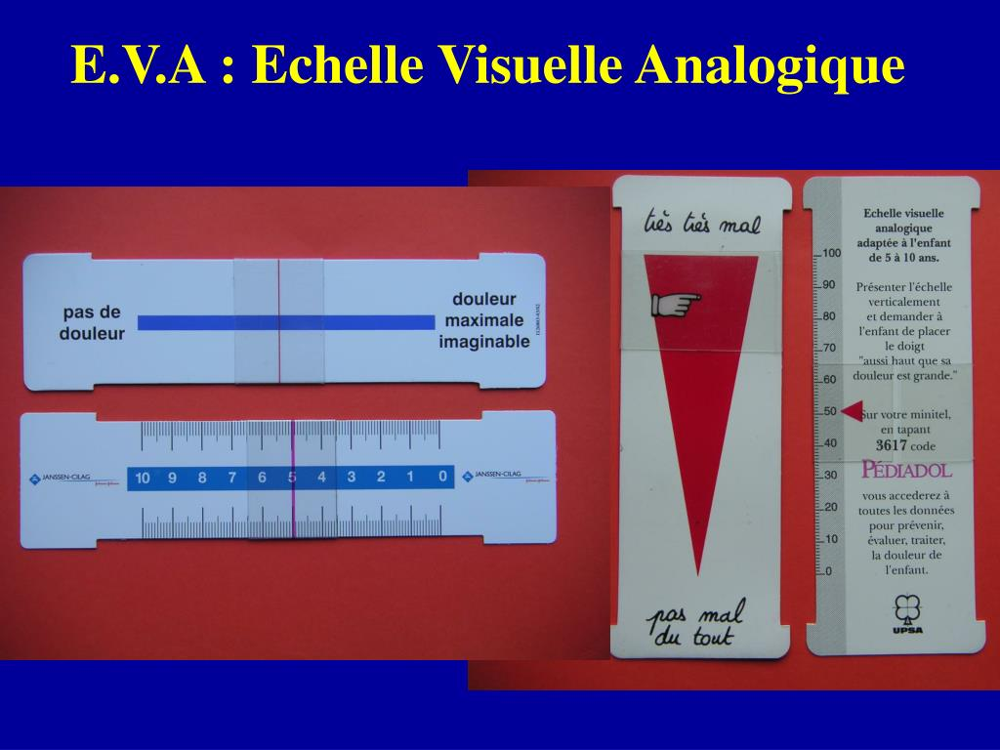 E.V.A : Echelle Visuelle Analogique
pas de
douleur
douleur
maximale
imaginable
JANSSEN-CILAG
10 9 8 7 6 5 4 3 2 1 0
JANSSEN-CILAG
très très mal
pas mal
du tout
Echelle visuelle
analogique
adaptée à l'enfant
de 5 à 10 ans.
Présenter l'échelle
verticalement
et demander à
l'enfant de placer
le doigt
"aussi haut que sa
douleur est grande."
Sur votre minitel,
en tapant
3617 code
PÉDIADOL
vous accederez à
toutes les données
pour prévenir,
évaluer, traiter,
la douleur de
l'enfant.
UPSA
100
90
80
70
60
50
40
30
20
10
0